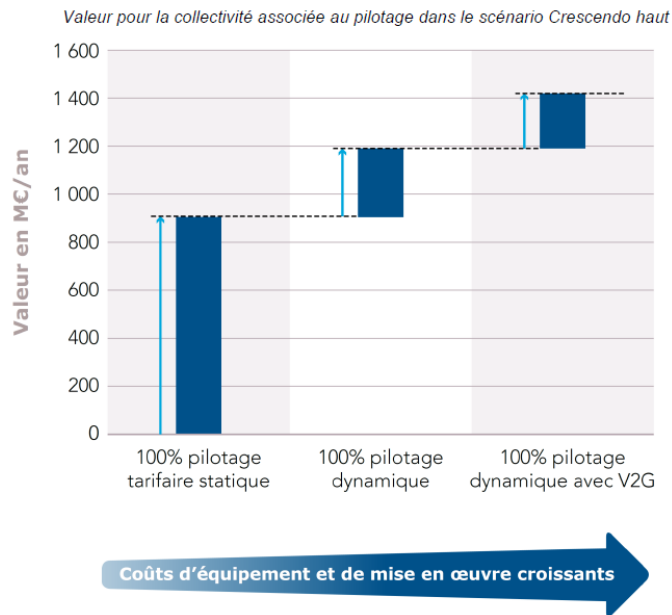 Valeur pour la collectivité associée au pilotage dans le scénario Crescendo haut
Valeur en M€/an
1 600
1 400
1 200
1 000
800
600
400
200
0
100% pilotage
tarifaire statique
100% pilotage
dynamique
100% pilotage
dynamique avec V2G
Coûts d'équipement et de mise en œuvre croissants